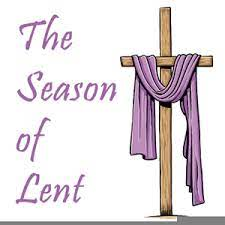 The
Season
of
Lent